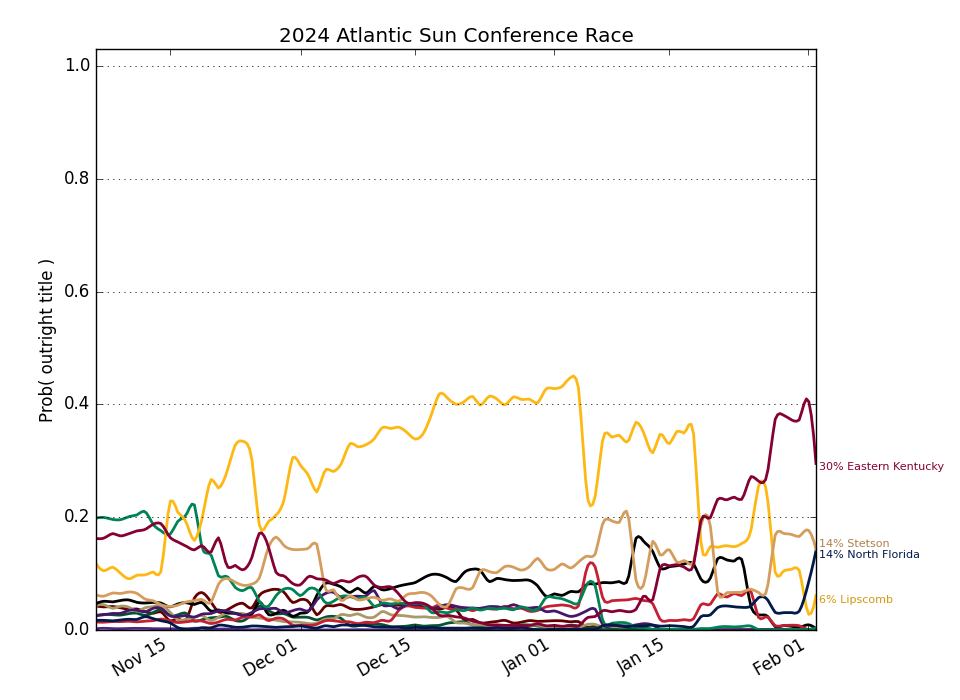 2024 Atlantic Sun Conference Race
Prob( outright title )
1.0
0.8
0.6
0.4
0.2
0.0
30% Eastern Kentucky
14% Stetson
14% North Florida
6% Lipscomb
Nov 15
Dec 01
Dec 15
Jan 01
Jan 15
Feb 01